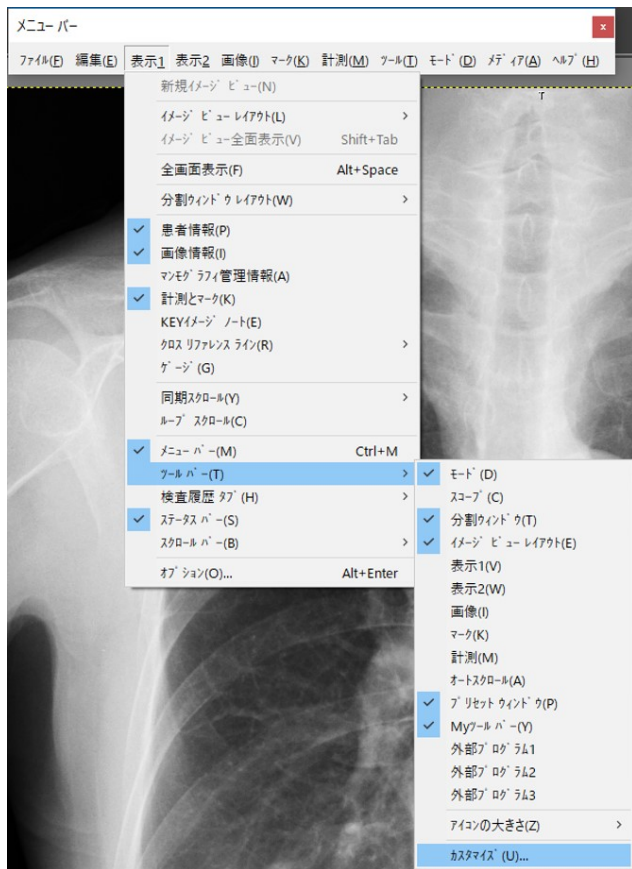 メニュー バー
ﾌｧｲﾙ(F) 編集(E) 表示1 表示2 画像(I) ﾏｰｸ(K) 計測(M) ﾂｰﾙ(T) ﾓｰﾄﾞ(D) ﾒﾃﾞｨｱ(A) ﾍﾙﾌﾟ(H)
新規ｲﾒｰｼﾞ ﾋﾞｭｰ(N)
ｲﾒｰｼﾞ ﾋﾞｭｰ ﾚｲｱｳﾄ(L)
ｲﾒｰｼﾞ ﾋﾞｭｰ全面表示(V) Shift+Tab
全画面表示(F) Alt+Space
分割ｳｨﾝﾄﾞｳ ﾚｲｱｳﾄ(W)
患者情報(P)
画像情報(I)
ﾏﾝﾓｸﾞﾗﾌｨ管理情報(A)
計測とﾏｰｸ(K)
KEYｲﾒｰｼﾞ ﾉｰﾄ(E)
ｸﾛｽ ﾘﾌｧﾚﾝｽ ﾗｲﾝ(R)
ｹﾞｰｼﾞ(G)
同期ｽｸﾛｰﾙ(Y)
ﾙｰﾌﾟ ｽｸﾛｰﾙ(C)
ﾒﾆｭｰ ﾊﾞｰ(M) Ctrl+M
ﾂｰﾙ ﾊﾞｰ(T)
検査履歴 ﾀﾌﾞ(H)
ｽﾃｰﾀｽ ﾊﾞｰ(S)
ｽｸﾛｰﾙ ﾊﾞｰ(B)
ｵﾌﾟｼｮﾝ(O)... Alt+Enter
T
ﾓｰﾄﾞ(D)
ｽｺｰﾌﾟ(C)
分割ｳｨﾝﾄﾞｳ(T)
ｲﾒｰｼﾞ ﾋﾞｭｰ ﾚｲｱｳﾄ(E)
表示1(V)
表示2(W)
画像(I)
ﾏｰｸ(K)
計測(M)
ｵｰﾄｽｸﾛｰﾙ(A)
ﾌﾟﾘｾｯﾄ ｳｨﾝﾄﾞｳ(P)
Myﾂｰﾙ ﾊﾞｰ(Y)
外部ﾌﾟﾛｸﾞﾗﾑ1
外部ﾌﾟﾛｸﾞﾗﾑ2
外部ﾌﾟﾛｸﾞﾗﾑ3
ｱｲｺﾝの大きさ(Z)
ｶｽﾀﾏｲｽﾞ(U)...